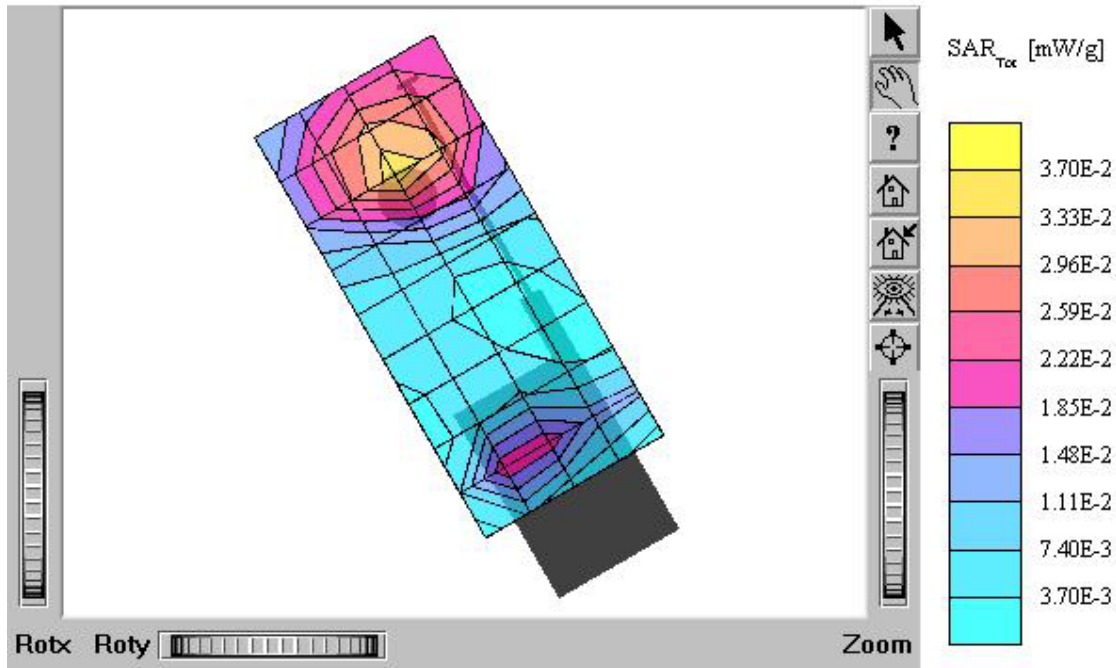 SAR_Tot [mW/g]
?
3.70E-2
3.33E-2
2.96E-2
2.59E-2
2.22E-2
1.85E-2
1.48E-2
1.11E-2
7.40E-3
3.70E-3
Rotx Roty Zoom